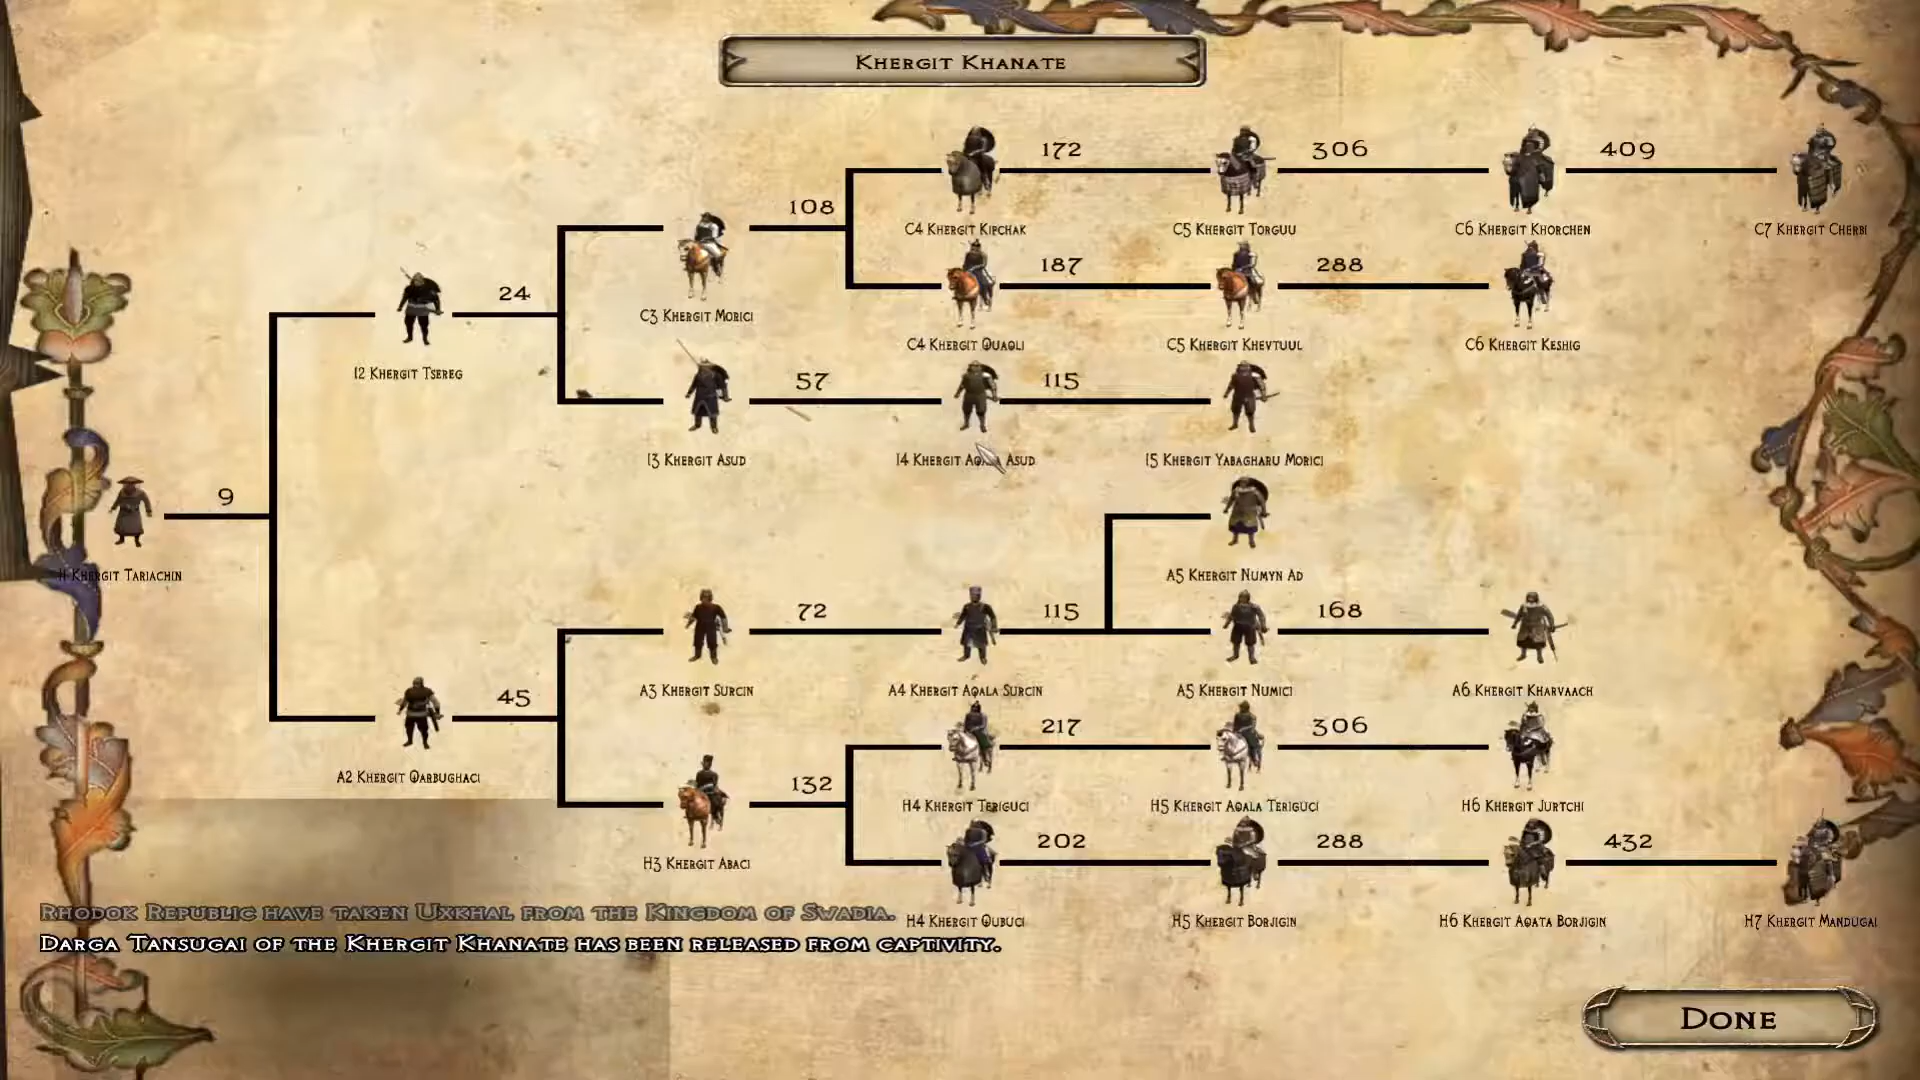 Khergit Khanate
172
306
409
108
C4 Khergit Kipchak
C5 Khergit Torguu
C6 Khergit Khorchen
C7 Khergit Cherbi
187
288
24
C3 Khergit Morici
C4 Khergit Quaqli
C5 Khergit Khevtuul
C6 Khergit Keshig
I2 Khergit Tsereg
57
115
I3 Khergit Asud
I4 Khergit Asud
I5 Khergit Yabagharu Morici
9
Khergit Tariachin
A5 Khergit Numyn Ad
72
115
168
45
A3 Khergit Surcin
A4 Khergit Aqala Surcin
A5 Khergit Numici
A6 Khergit Kharvaach
217
306
A2 Khergit Qarbughaci
132
H4 Khergit Teriguci
H5 Khergit Aqala Teriguci
H6 Khergit Jurtchi
202
288
432
H3 Khergit Abaci
Rhodok Republic have taken Uxkhal from the Kingdom of Swadia.
H4 Khergit Qubuci
H5 Khergit Borjigin
H6 Khergit Aqata Borjigin
H7 Khergit Mandugai
Darga Tansugai of the Khergit Khanate has been released from captivity.
Done